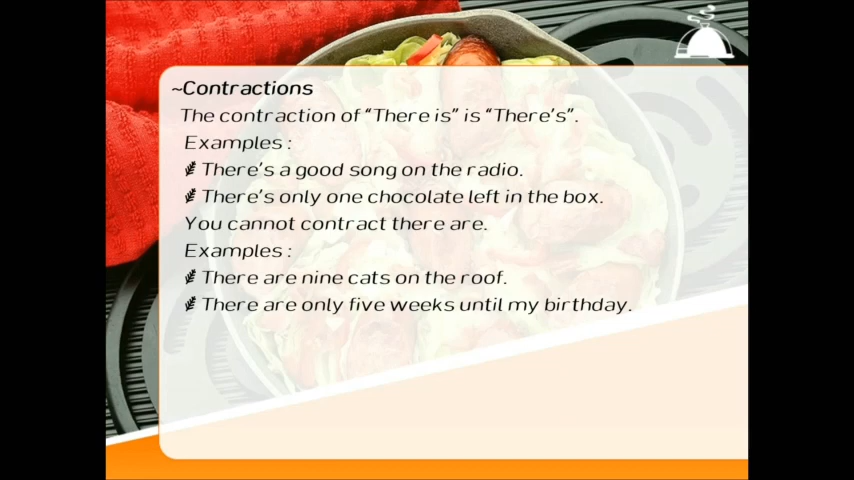 ~Contractions
The contraction of “There is” is “There’s”.
Examples :
There’s a good song on the radio.
There’s only one chocolate left in the box.
You cannot contract there are.
Examples :
There are nine cats on the roof.
There are only five weeks until my birthday.